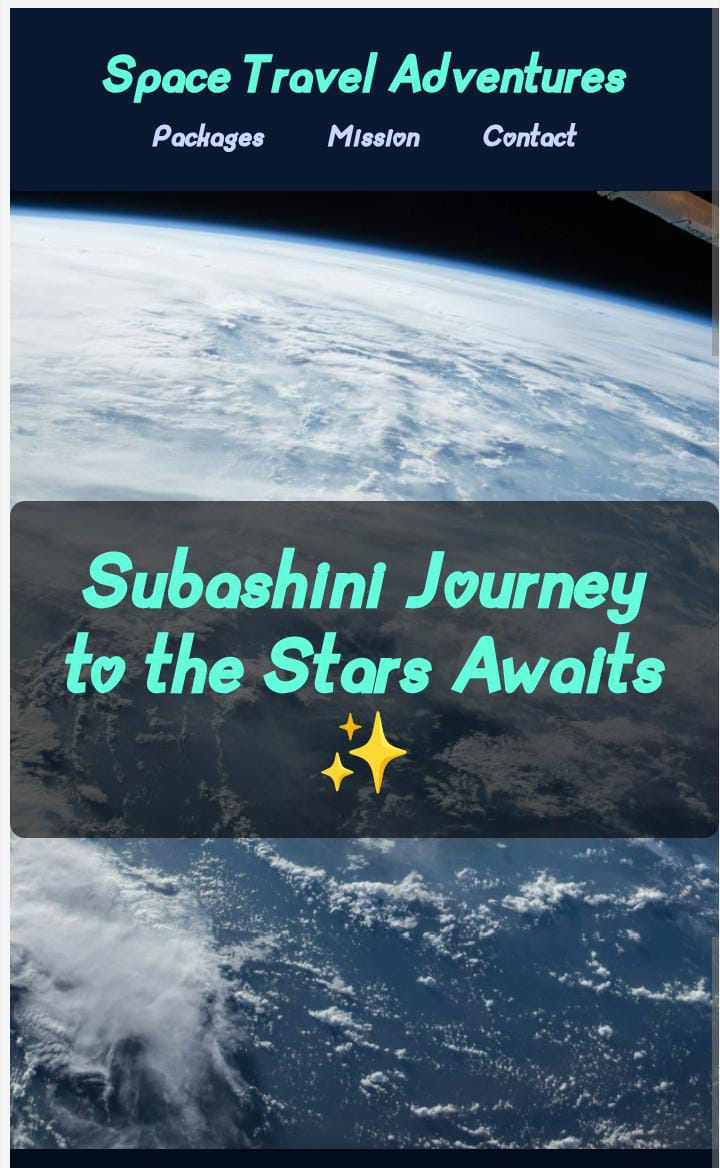 Space Travel Adventures
Packages Mission Contact
Subashini Journey
to the Stars Awaits
✨